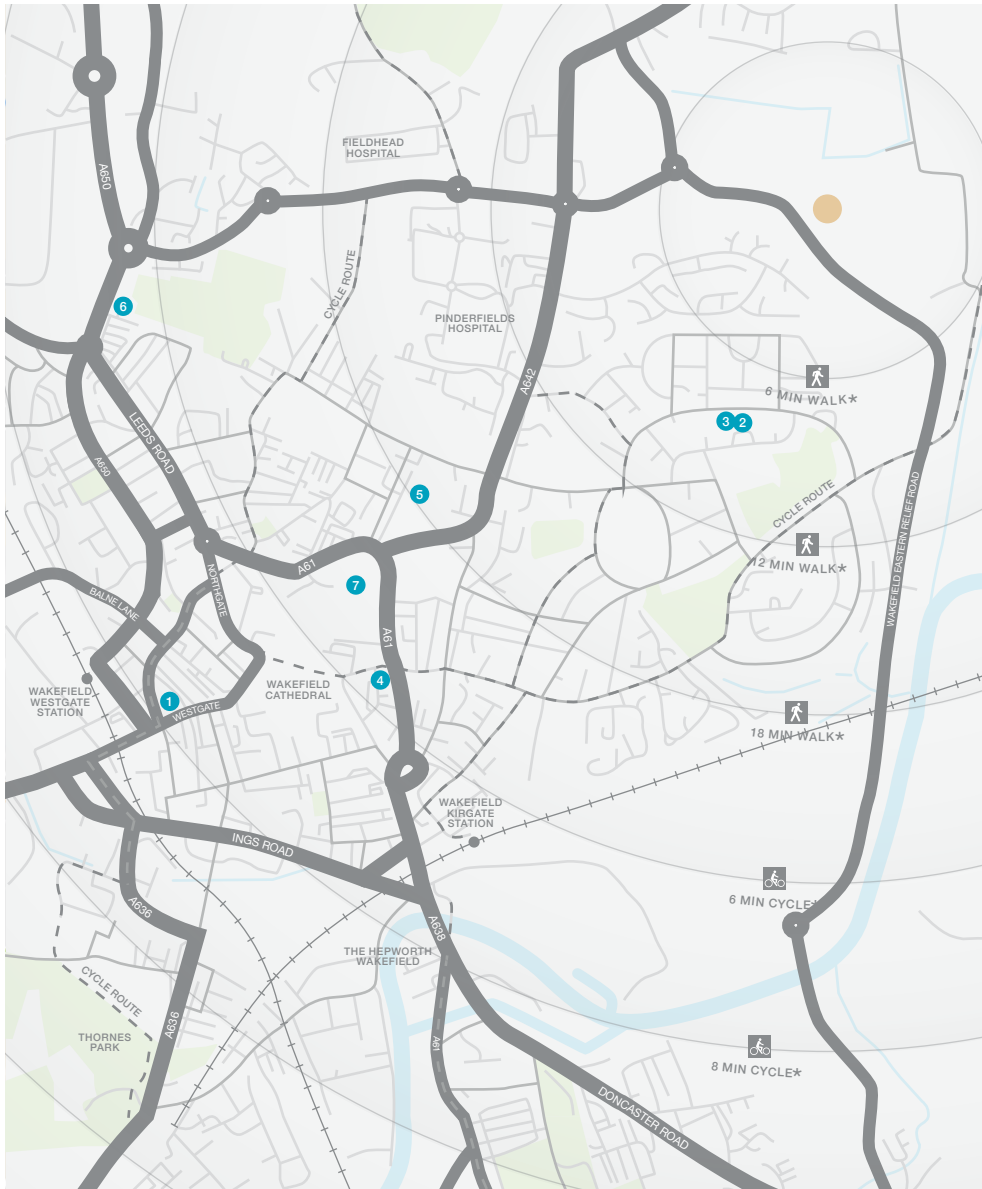 FIELDHEAD
HOSPITAL
A650
CYCLE ROUTE
6
PINDERFIELDS
HOSPITAL
A642
6 MIN WALK*
LEEDS ROAD
3
2
A650
5
CYCLE ROUTE
WAKEFIELD EASTERN RELIEF ROAD
12 MIN WALK*
A61
NORTHGATE
7
BALNE LANE
A61
WAKEFIELD
WESTGATE
STATION
WAKEFIELD
CATHEDRAL
4
1
WESTGATE
18 MIN WALK*
WAKEFIELD
KIRGATE
STATION
INGS ROAD
6 MIN CYCLE*
A636
A638
THE HEPWORTH
WAKEFIELD
CYCLE ROUTE
A636
THORNES
PARK
A61
8 MIN CYCLE*
DONCASTER ROAD